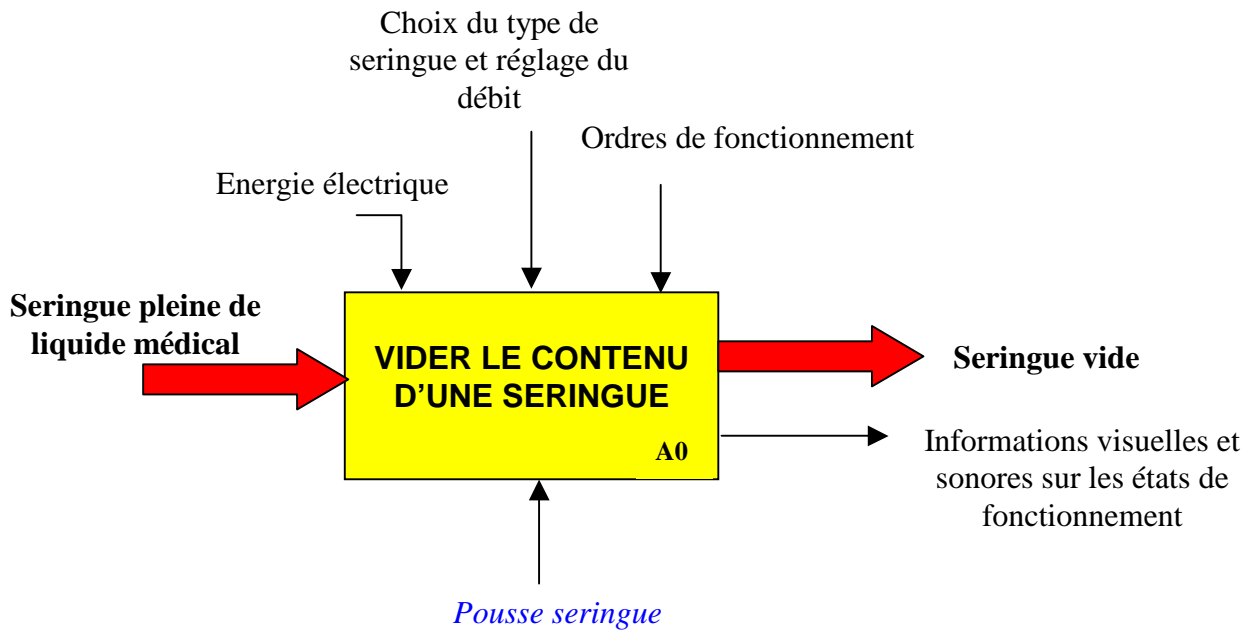 Choix du type de
seringue et réglage du
débit
Ordres de fonctionnement
Energie électrique
Seringue pleine de
liquide médical
VIDER LE CONTENU
D'UNE SERINGUE
A0
Seringue vide
Informations visuelles et
sonores sur les états de
fonctionnement
Pousse seringue